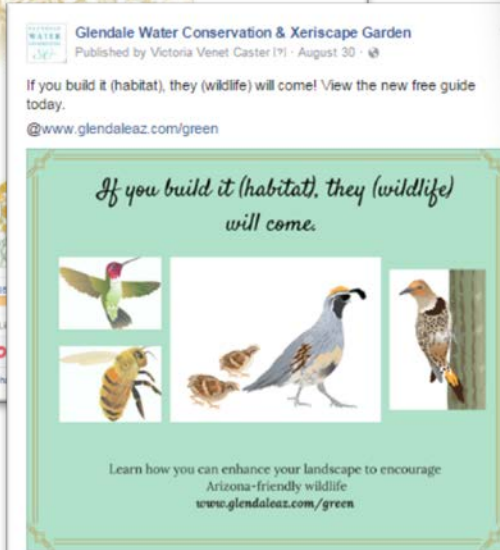 Glendale Water Conservation & Xeriscape Garden
Published by Victoria Venet Caster [?] · August 30 ·
If you build it (habitat), they (wildlife) will come! View the new free guide
today.
@www.glendaleaz.com/green
If you build it (habitat), they (wildlife)
will come.
Learn how you can enhance your landscape to encourage
Arizona-friendly wildlife
www.glendaleaz.com/green